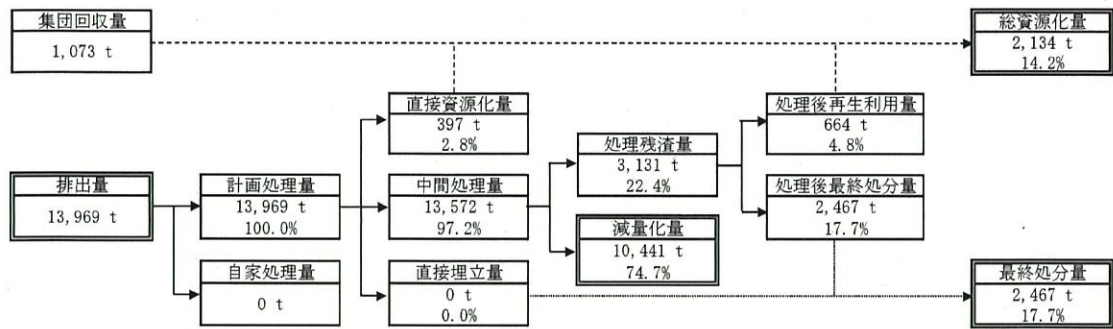 集団回収量
1,073 t
総資源化量
2,134 t
14.2%
直接資源化量
397 t
2.8%
処理後再生利用量
664 t
4.8%
処理残渣量
3,131 t
22.4%
排出量
13,969 t
計画処理量
13,969 t
100.0%
中間処理量
13,572 t
97.2%
処理後最終処分量
2,467 t
17.7%
減量化量
10,441 t
74.7%
自家処理量
0 t
直接埋立量
0 t
0.0%
最終処分量
2,467 t
17.7%